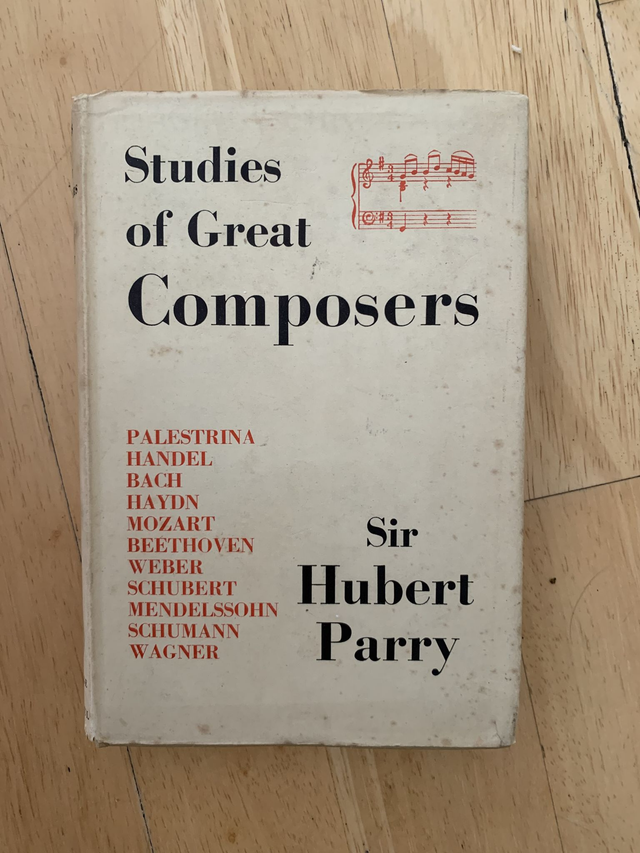 Studies
of Great
Composers
PALESTRINA
HANDEL
BACH
HAYDN
MOZART
BEETHOVEN
WEBER
SCHUBERT
MENDELSSOHN
SCHUMANN
WAGNER
Sir
Hubert
Parry